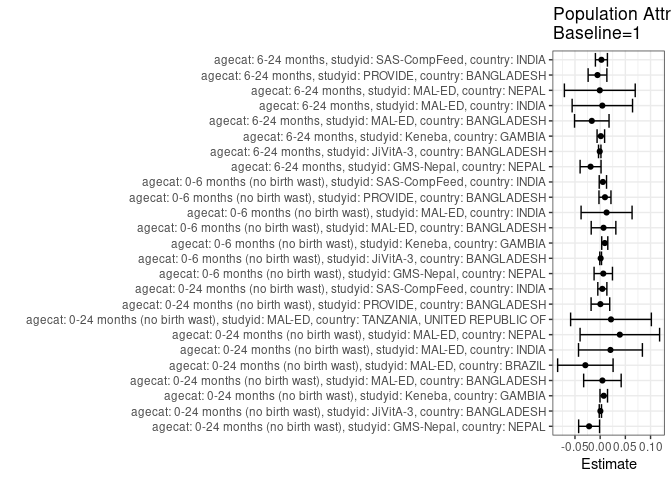 Population Attr
Baseline=1
agecat: 6-24 months, studyid: SAS-CompFeed, country: INDIA
agecat: 6-24 months, studyid: PROVIDE, country: BANGLADESH
agecat: 6-24 months, studyid: MAL-ED, country: NEPAL
agecat: 6-24 months, studyid: MAL-ED, country: INDIA
agecat: 6-24 months, studyid: MAL-ED, country: BANGLADESH
agecat: 6-24 months, studyid: Keneba, country: GAMBIA
agecat: 6-24 months, studyid: JiVitA-3, country: BANGLADESH
agecat: 6-24 months, studyid: GMS-Nepal, country: NEPAL
agecat: 0-6 months (no birth wast), studyid: SAS-CompFeed, country: INDIA
agecat: 0-6 months (no birth wast), studyid: PROVIDE, country: BANGLADESH
agecat: 0-6 months (no birth wast), studyid: MAL-ED, country: INDIA
agecat: 0-6 months (no birth wast), studyid: MAL-ED, country: BANGLADESH
agecat: 0-6 months (no birth wast), studyid: Keneba, country: GAMBIA
agecat: 0-6 months (no birth wast), studyid: JiVitA-3, country: BANGLADESH
agecat: 0-6 months (no birth wast), studyid: GMS-Nepal, country: NEPAL
agecat: 0-24 months (no birth wast), studyid: SAS-CompFeed, country: INDIA
agecat: 0-24 months (no birth wast), studyid: PROVIDE, country: BANGLADESH
agecat: 0-24 months (no birth wast), studyid: MAL-ED, country: TANZANIA, UNITED REPUBLIC OF
agecat: 0-24 months (no birth wast), studyid: MAL-ED, country: NEPAL
agecat: 0-24 months (no birth wast), studyid: MAL-ED, country: INDIA
agecat: 0-24 months (no birth wast), studyid: MAL-ED, country: BRAZIL
agecat: 0-24 months (no birth wast), studyid: MAL-ED, country: BANGLADESH
agecat: 0-24 months (no birth wast), studyid: Keneba, country: GAMBIA
agecat: 0-24 months (no birth wast), studyid: JiVitA-3, country: BANGLADESH
agecat: 0-24 months (no birth wast), studyid: GMS-Nepal, country: NEPAL
-0.05 0.00 0.05 0.10
Estimate